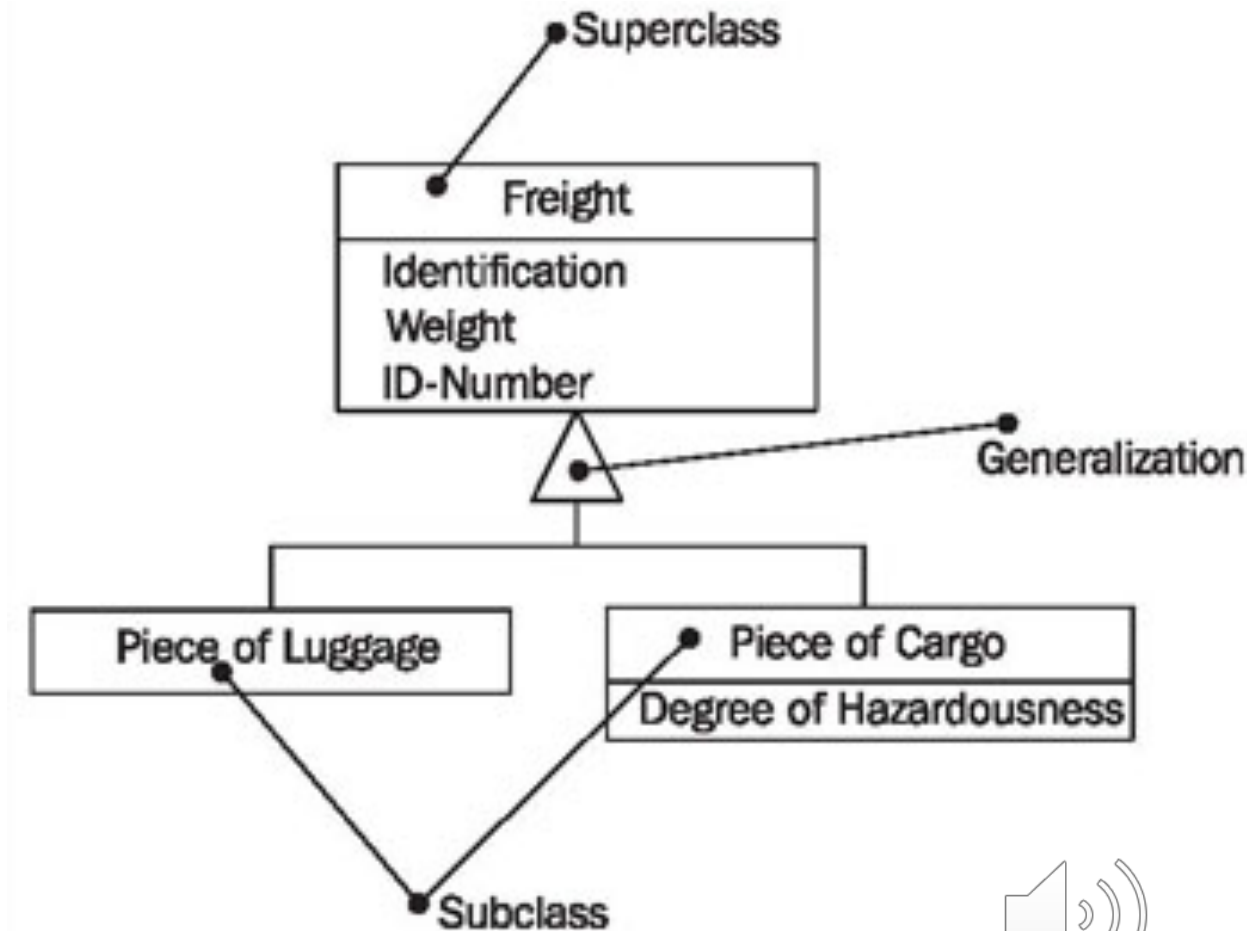 Superclass
Freight
Identification
Weight
ID-Number
Generalization
Piece of Luggage
Piece of Cargo
Degree of Hazardousness
Subclass